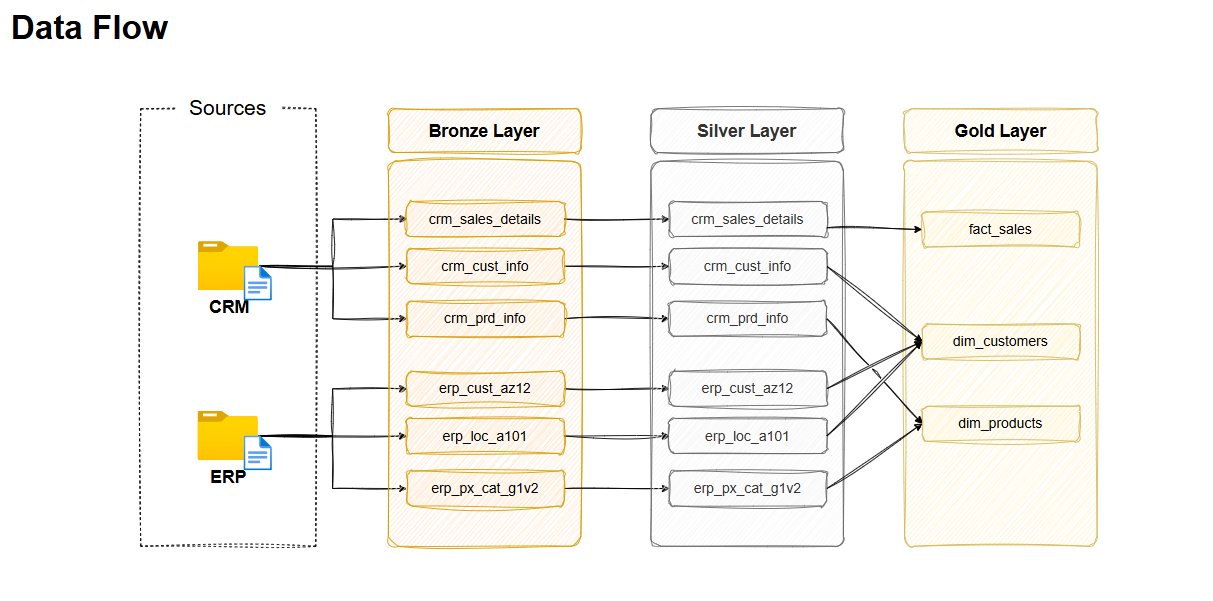 Data Flow
Sources
Bronze Layer
Silver Layer
Gold Layer
crm_sales_details
crm_sales_details
fact_sales
crm_cust_info
crm_cust_info
CRM
crm_prd_info
crm_prd_info
dim_customers
erp_cust_az12
erp_cust_az12
dim_products
erp_loc_a101
erp_loc_a101
ERP
erp_px_cat_g1v2
erp_px_cat_g1v2